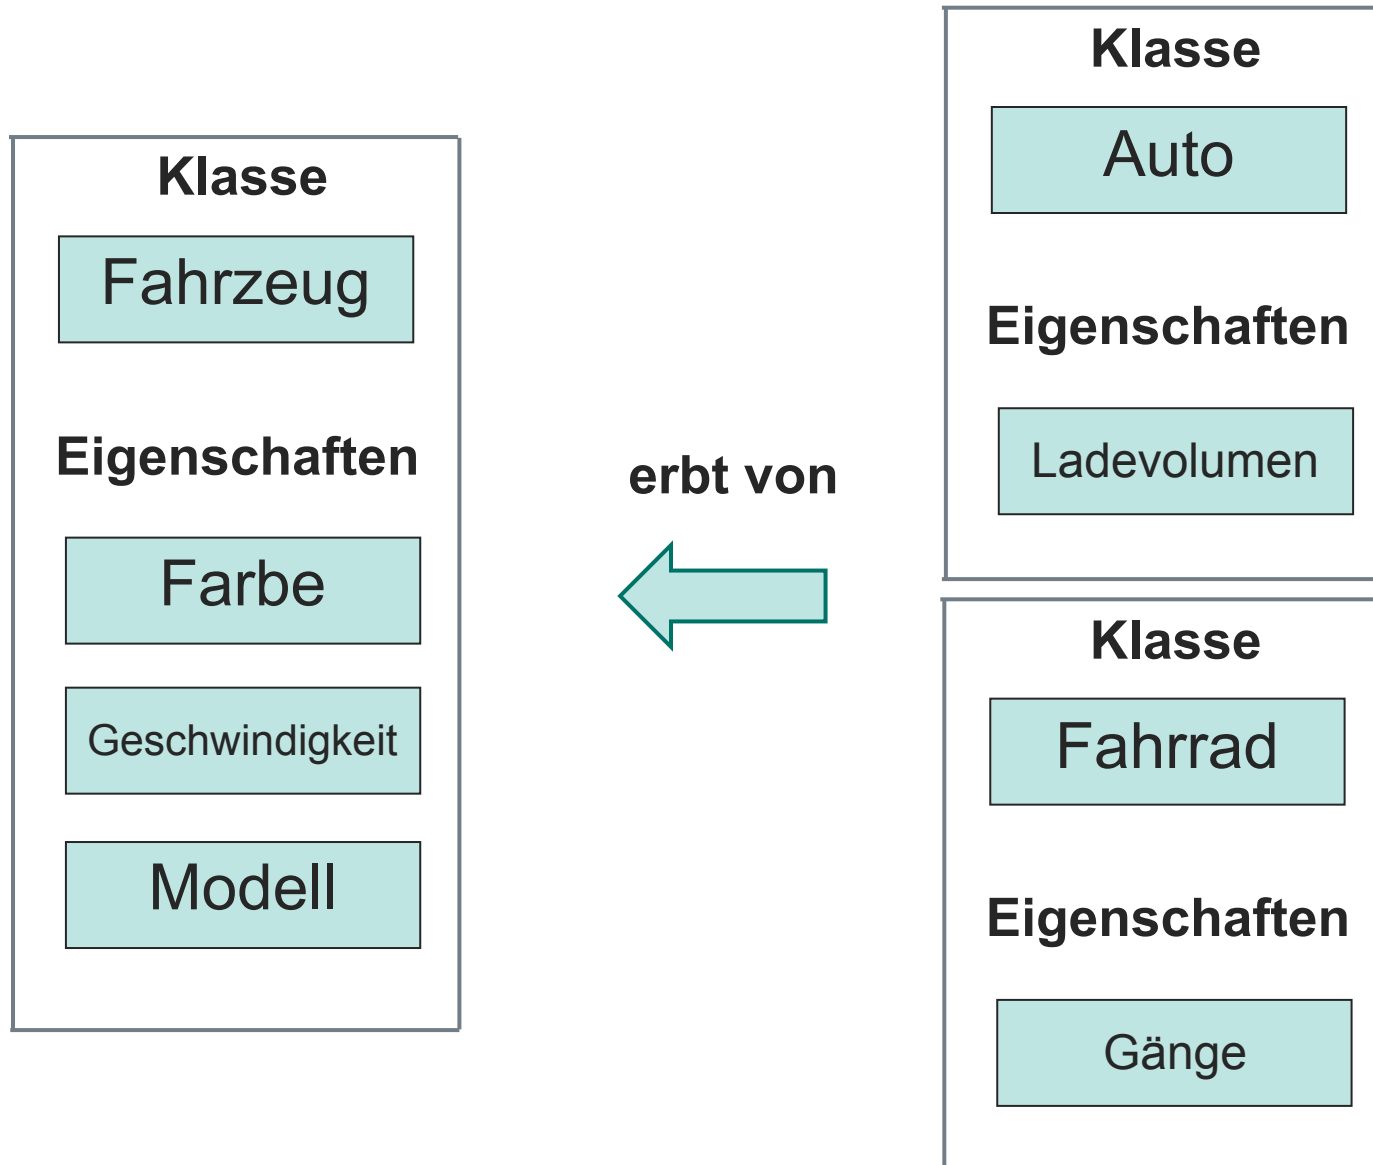 Klasse
Fahrzeug
Eigenschaften
Farbe
Geschwindigkeit
Modell
erbt von
Klasse
Auto
Eigenschaften
Ladevolumen
Klasse
Fahrrad
Eigenschaften
Gänge